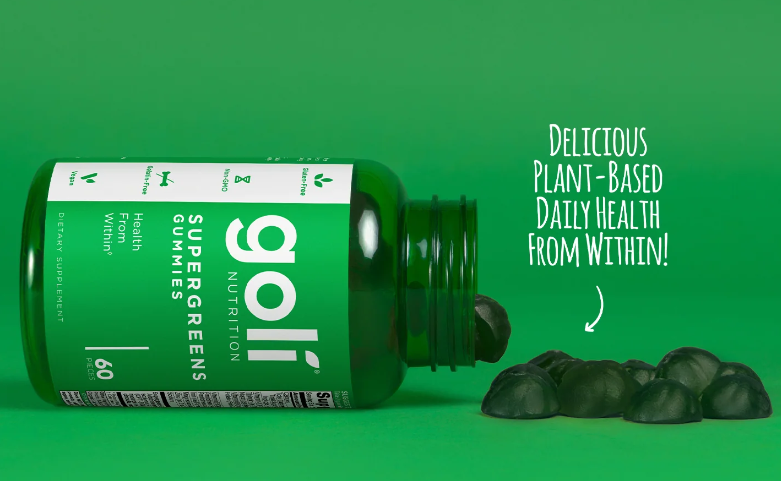 goli
NUTRITION
SUPERGREENS
GUMMIES
Health
From
Within®
DIETARY SUPPLEMENT
60
PIECES
Vegan
Gelatin-Free
Non-GMO
Gluten-Free
DELICIOUS
PLANT-BASED
DAILY HEALTH
FROM WITHIN!